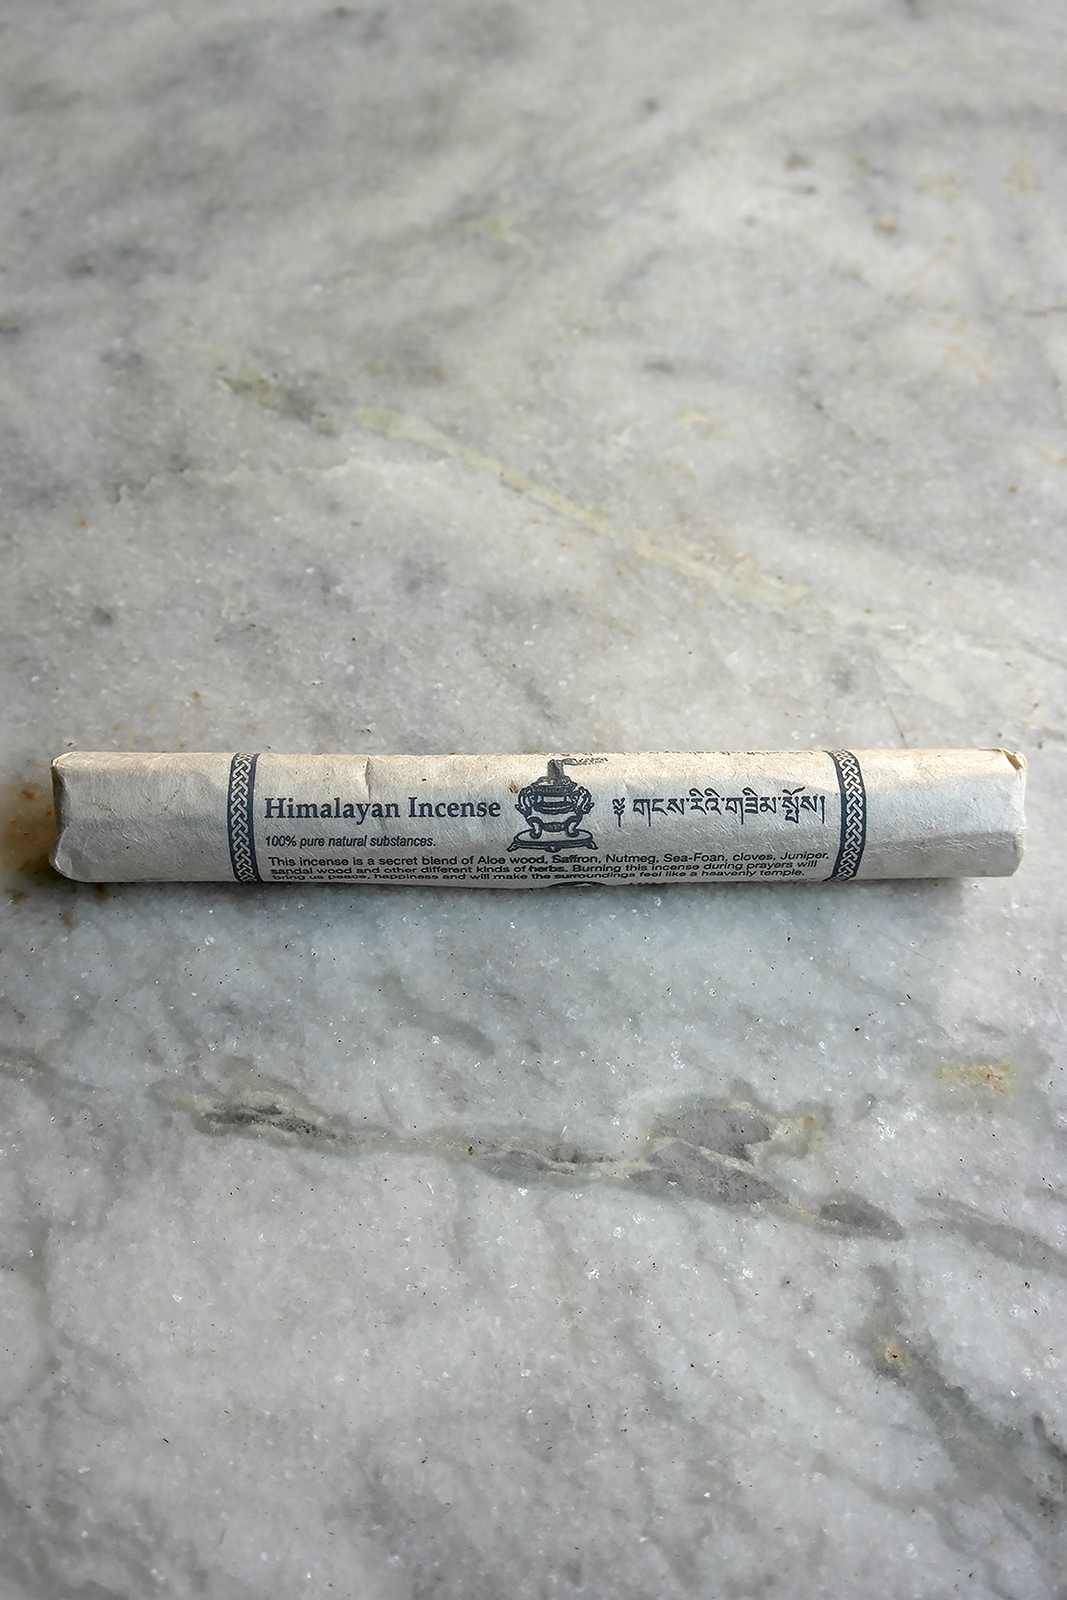 Himalayan Incense
༄ གངས་རིའི་གཟིམ་སྤོས།
100% pure natural substances.
This incense is a secret blend of Aloe wood, Saffron, Nutmeg, Sea-Foan, cloves, Juniper,
sandal wood and other different kinds of herbs. Burning this incense during prayers will
bring us peace, happiness and will make the surroundings feel like a heavenly temple.